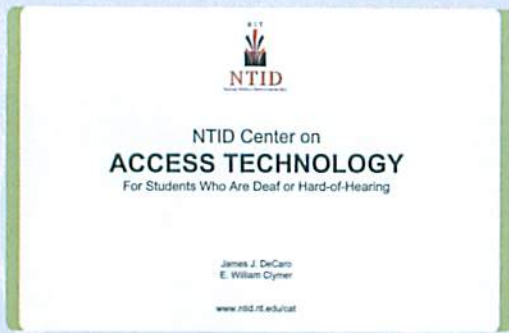 R I T
NTID
NTID Center on
ACCESS TECHNOLOGY
For Students Who Are Deaf or Hard-of-Hearing
James J. DeCaro
E. William Clymer
www.ntid.rit.edu/cat